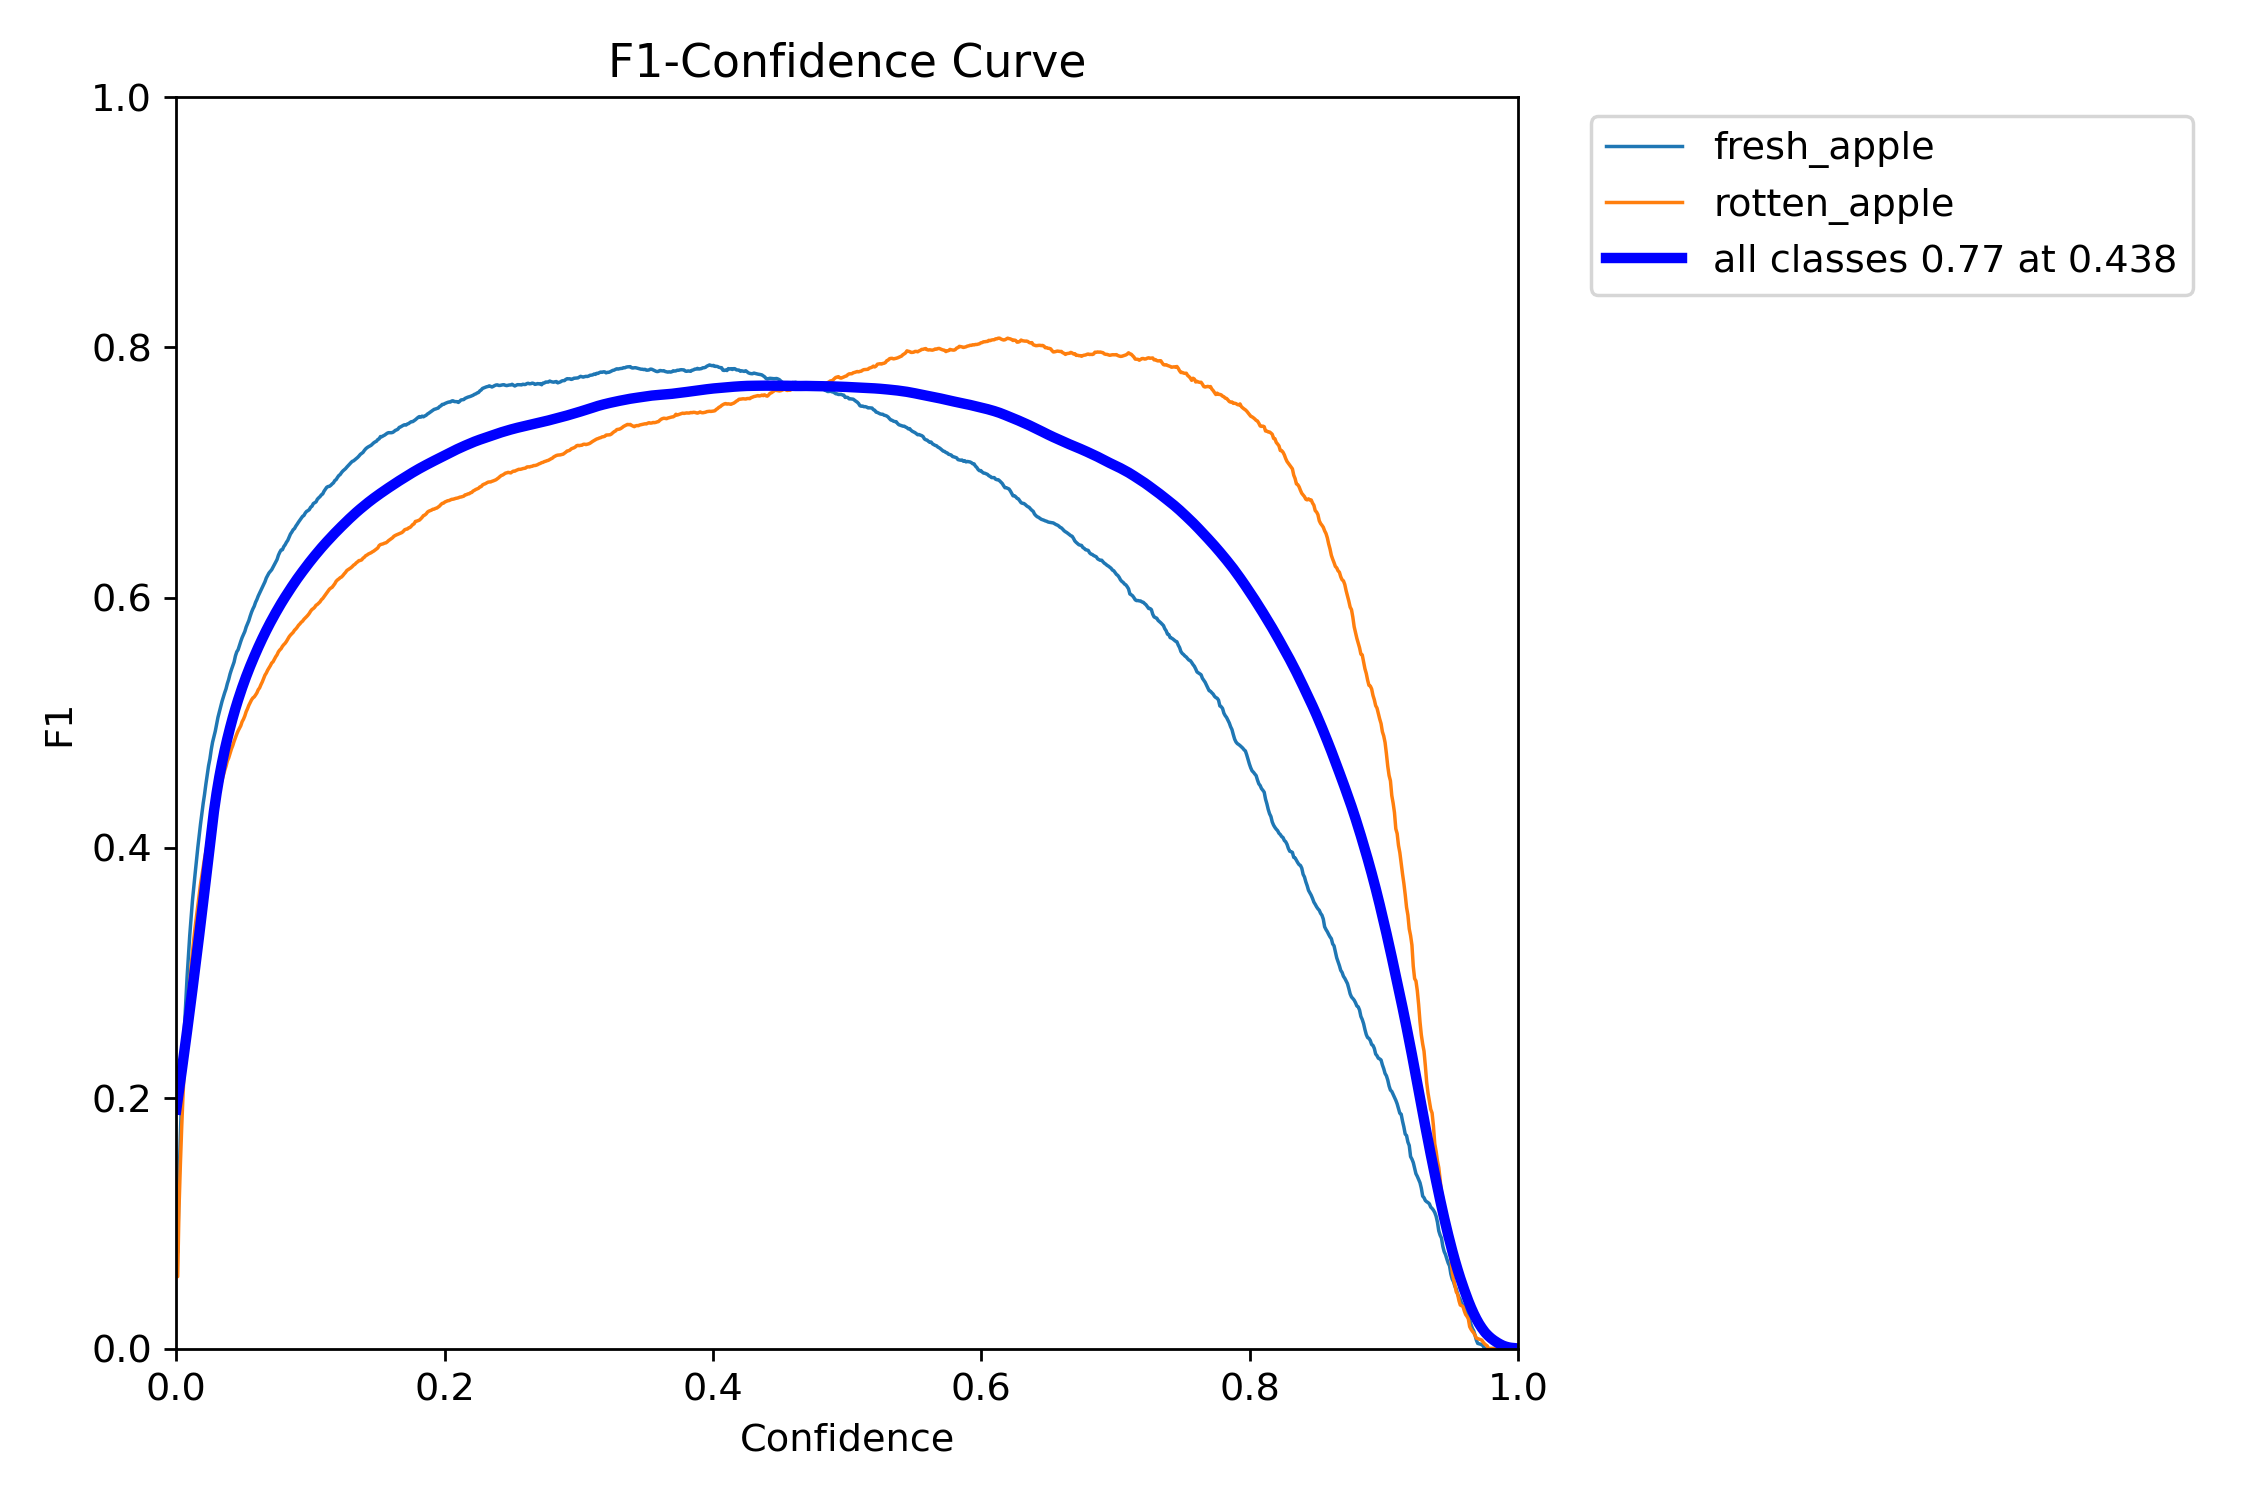 F1-Confidence Curve
1.0
0.8
0.6
0.4
0.2
0.0
F1
0.0 0.2 0.4 0.6 0.8 1.0
Confidence
fresh_apple
rotten_apple
all classes 0.77 at 0.438